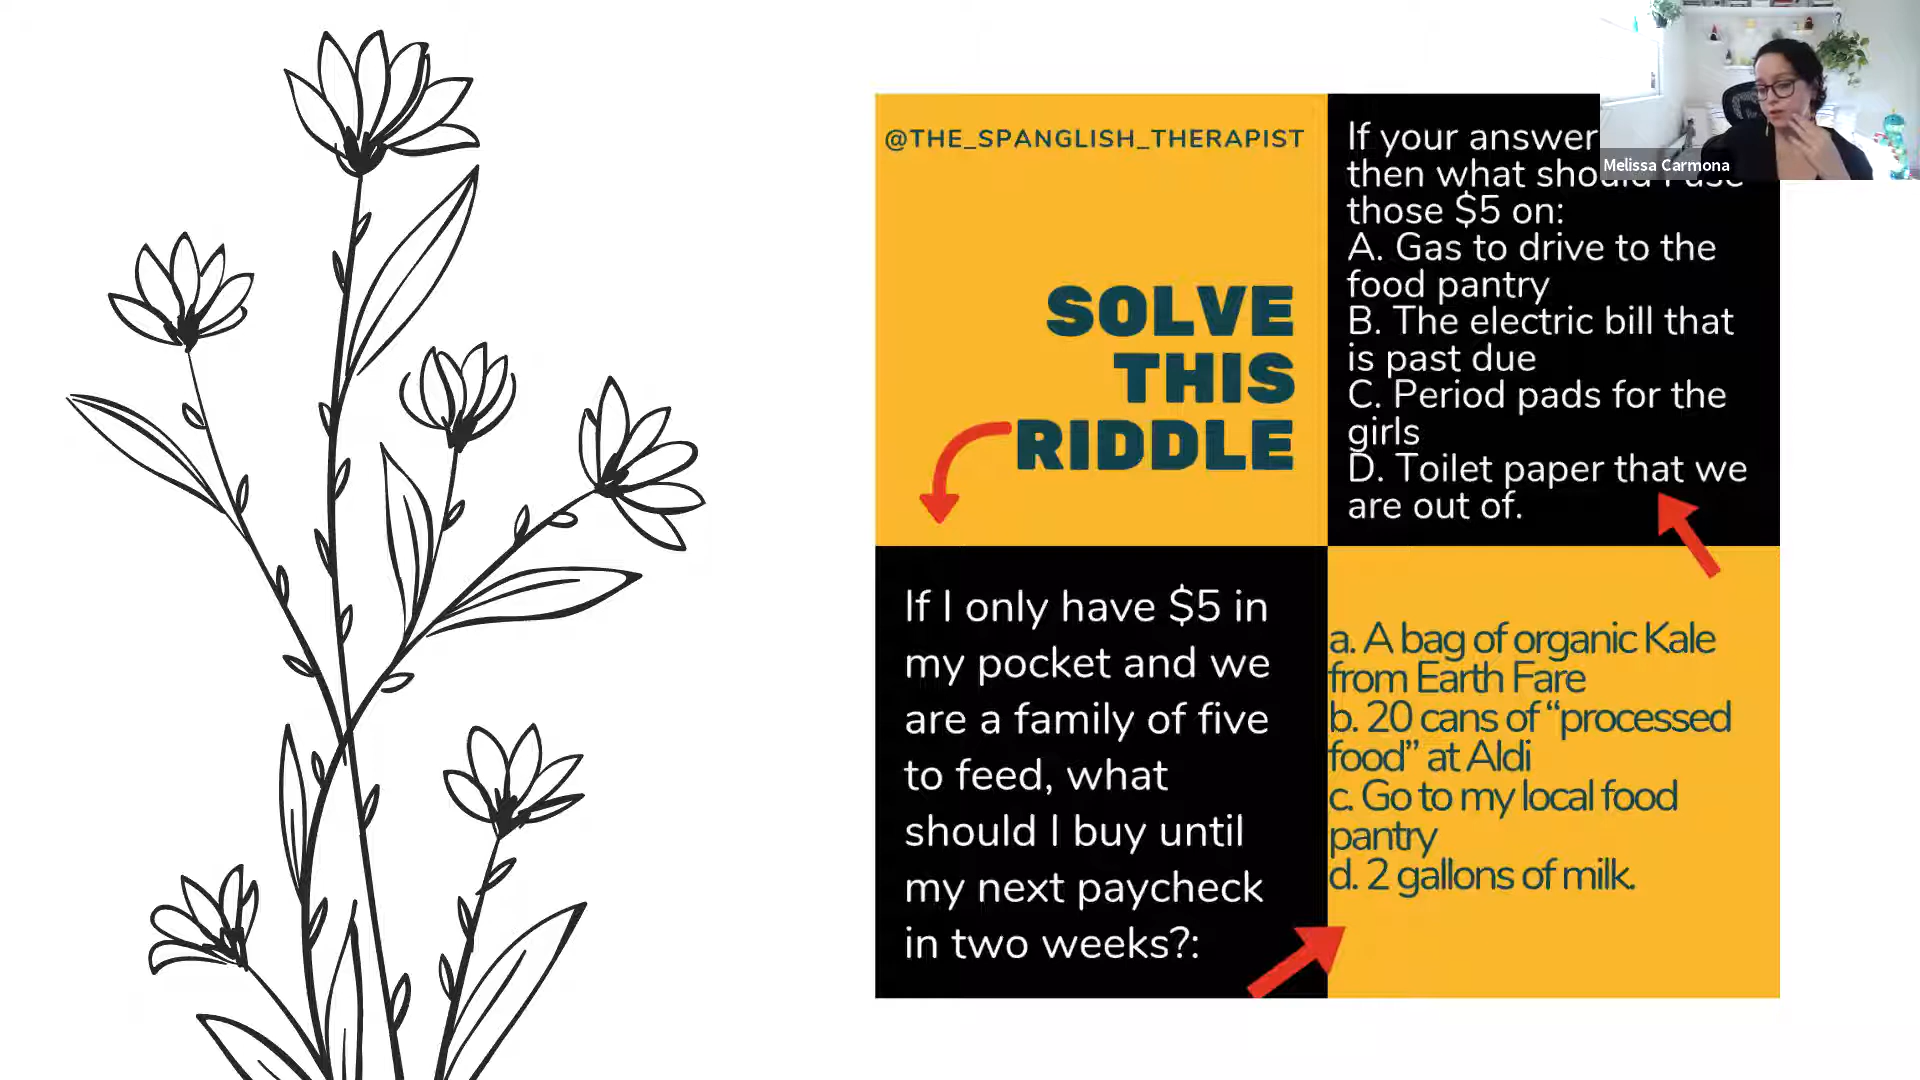 @THE_SPANGLISH_THERAPIST
SOLVE
THIS
RIDDLE
If I only have $5 in
my pocket and we
are a family of five
to feed, what
should I buy until
my next paycheck
in two weeks?:
a. A bag of organic Kale
from Earth Fare
b. 20 cans of “processed
food” at Aldi
c. Go to my local food
pantry
d. 2 gallons of milk.
If your answer
then what should I use
those $5 on:
A. Gas to drive to the
food pantry
B. The electric bill that
is past due
C. Period pads for the
girls
D. Toilet paper that we
are out of.
Melissa Carmona